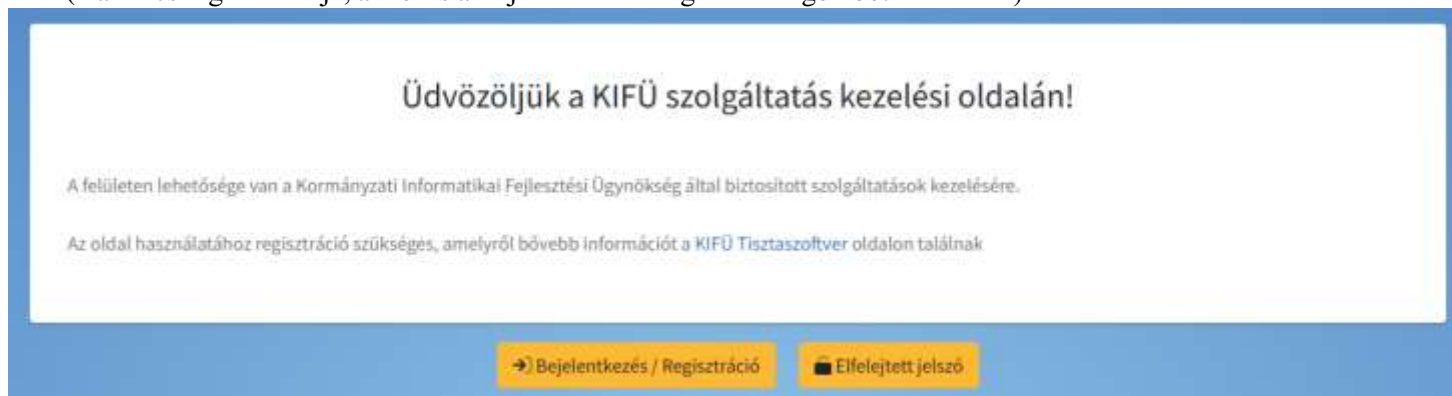 Üdvözöljük a KIFÜ szolgáltatás kezelési oldalán!
A felületen lehetősége van a Kormányzati Informatikai Fejlesztési Ügynökség által biztosított szolgáltatások kezelésére.
Az oldal használatához regisztráció szükséges, amelyről bővebb információt a KIFÜ Tisztaszoftver oldalon találnak
Bejelentkezés / Regisztráció
Elfelejtett jelszó